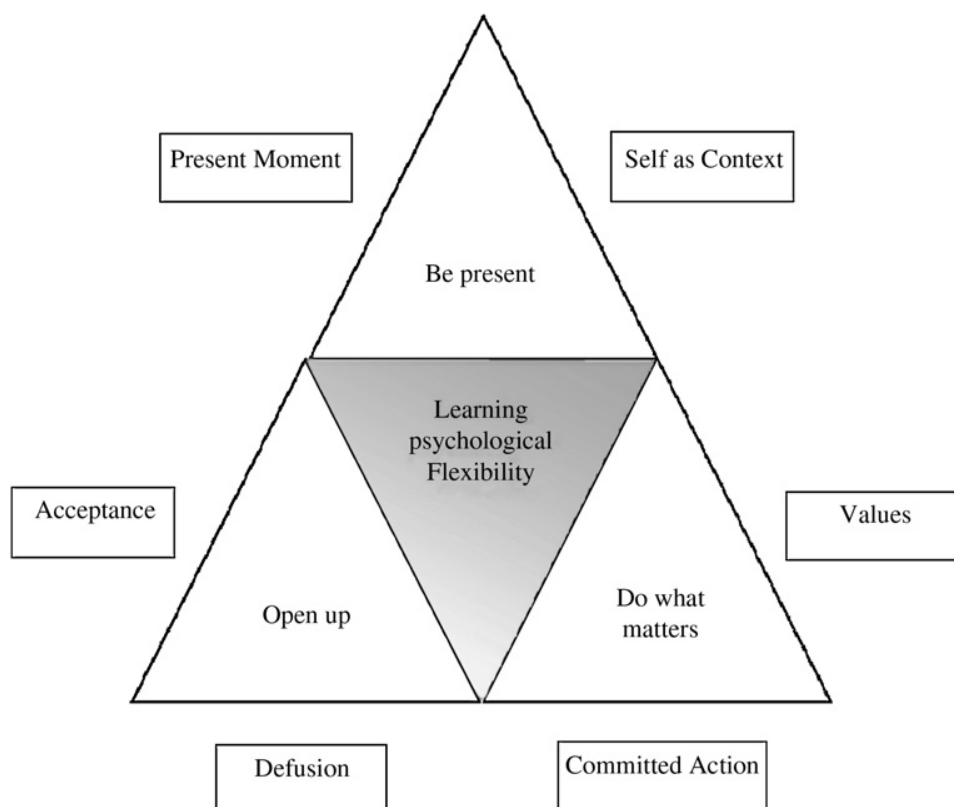 Present Moment
Self as Context
Be present
Learning
psychological
Flexibility
Acceptance
Values
Open up
Do what
matters
Defusion
Committed Action